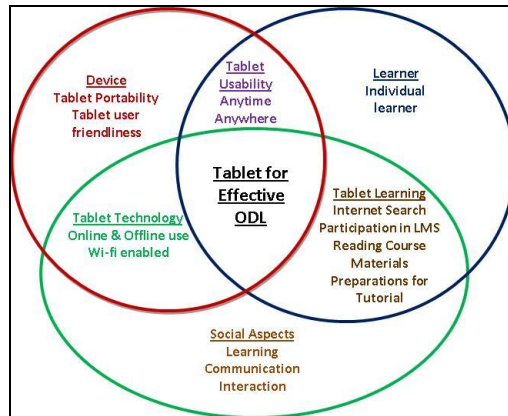 Device
Tablet Portability
Tablet user
friendliness
Tablet
Usability
Anytime
Anywhere
Learner
Individual
learner
Tablet for
Effective
ODL
Tablet Technology
Online & Offline use
Wi-fi enabled
Tablet Learning
Internet Search
Participation in LMS
Reading Course
Materials
Preparations for
Tutorial
Social Aspects
Learning
Communication
Interaction